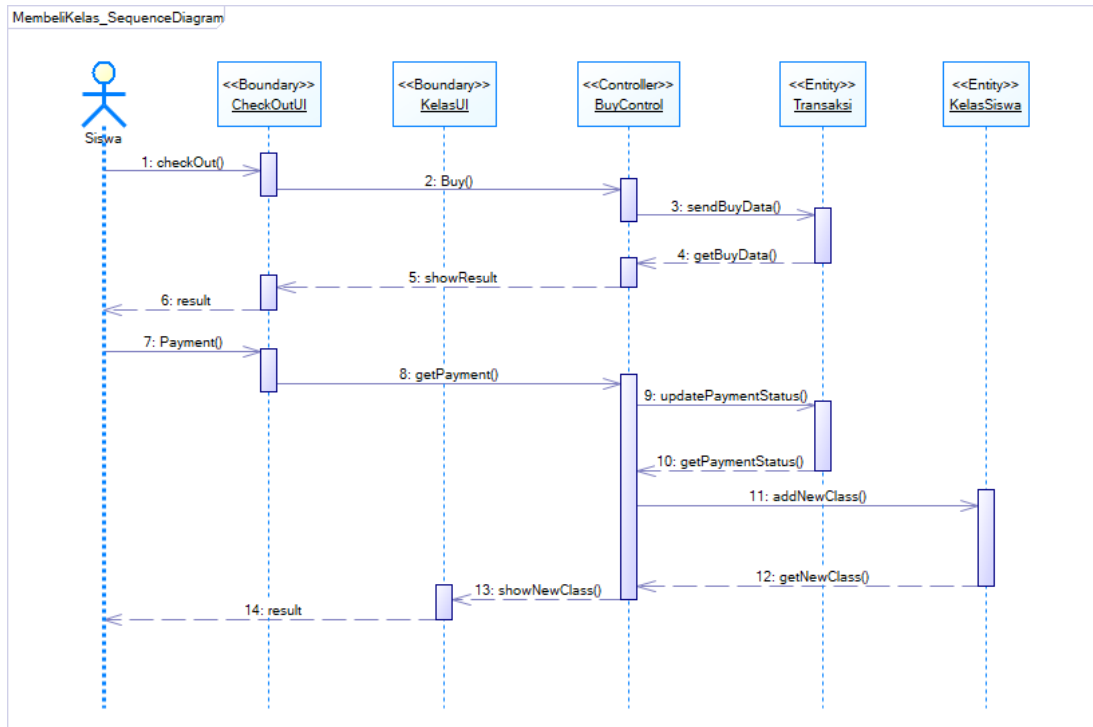 MembeliKelas_SequenceDiagram
<<Boundary>>
CheckOutUI
<<Boundary>>
KelasUI
<<Controller>>
BuyControl
<<Entity>>
Transaksi
<<Entity>>
KelasSiswa
Siswa
1: checkOut()
2: Buy()
3: sendBuyData()
4: getBuyData()
5: showResult
6: result
7: Payment()
8: getPayment()
9: updatePaymentStatus()
10: getPaymentStatus()
11: addNewClass()
12: getNewClass()
13: showNewClass()
14: result